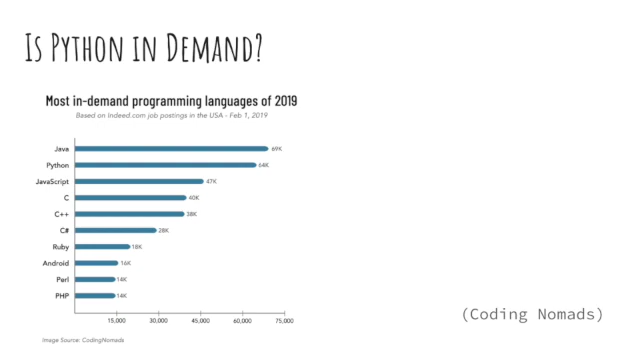 Is Python in Demand?
Most in-demand programming languages of 2019
Based on Indeed.com job postings in the USA - Feb 1, 2019
Java 69K
Python 64K
JavaScript 47K
C 40K
C++ 38K
C# 28K
Ruby 18K
Android 16K
Perl 14K
PHP 14K
15,000 30,000 45,000 60,000 75,000
(Coding Nomads)
Image Source: CodingNomads